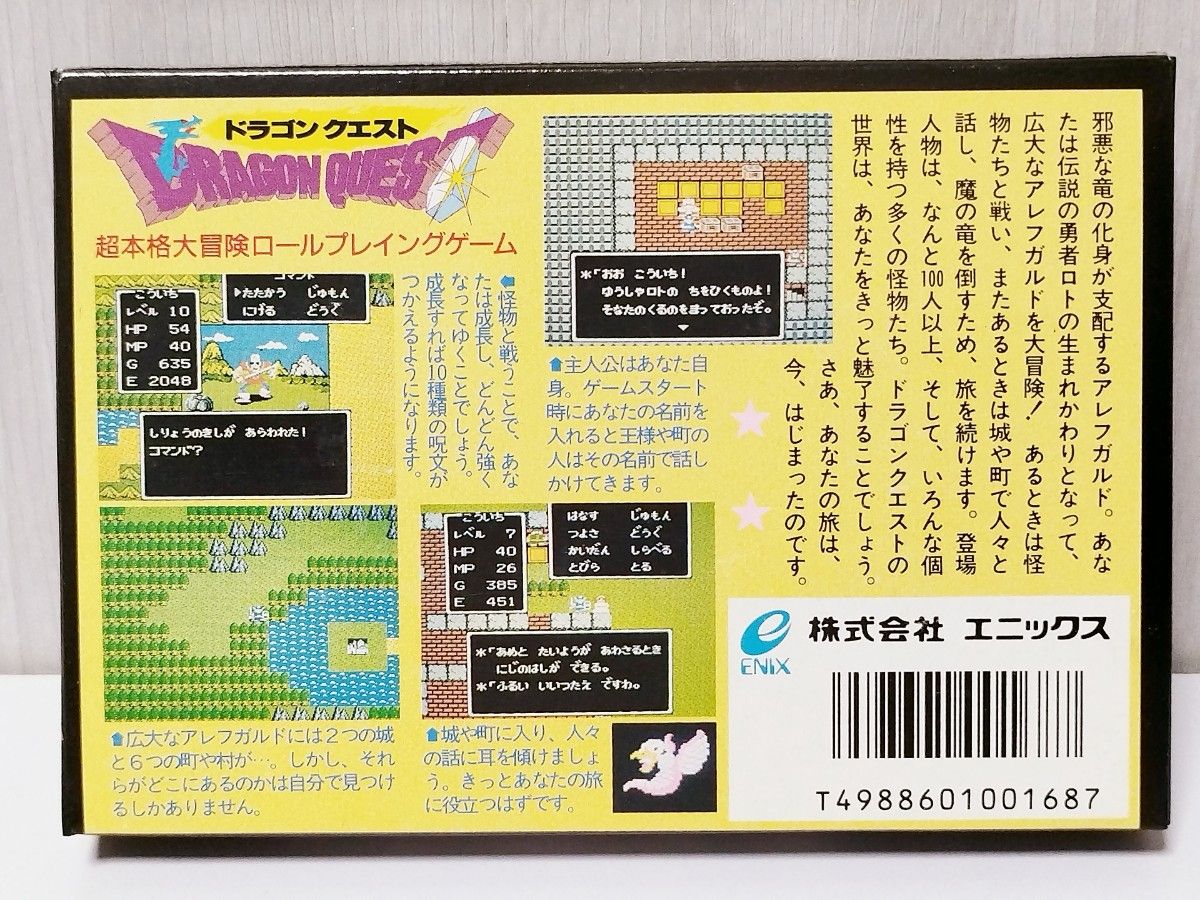 ドラゴン クエスト
DRAGON QUEST
超本格大冒険ロールプレイングゲーム
邪悪な竜の化身が支配するアレフガルド。あな
たは伝説の勇者ロトの生まれかわりとなって、
広大なアレフガルドを大冒険！ あるときは怪
物たちと戦い、またあるときは城や町で人々と
話し、魔の竜を倒すため、旅を続けます。登場
人物は、なんと100人以上、そして、いろんな個
性を持つ多くの怪物たち。ドラゴンクエストの
世界は、あなたをきっと魅了することでしょう。
さあ、あなたの旅は、
今、はじまったのです。
*「おお こういち！
ゆうしゃロトの ちをひくものよ！
そなたのくるのをまっておったぞ。
⬆主人公はあなた自
身。ゲームスタート
時にあなたの名前を
入れると王様や町の
人はその名前で話し
かけてきます。
こういち
レベル 10
HP 54
MP 40
G 635
E 2048
コマンド
たたかう じゅもん
にげる どうぐ
しりょうのきしが あらわれた！
コマンド？
⬅怪物と戦うことで、あな
たは成長し、どんどん強く
なってゆくことでしょう。
成長すれば10種類の呪文が
つかえるようになります。
⬆広大なアレフガルドには２つの城
と６つの町や村が…。しかし、それ
らがどこにあるのかは自分で見つけ
るしかありません。
こういち
レベル 7
HP 40
MP 26
G 385
E 451
はなす じゅもん
つよさ どうぐ
かいだん しらべる
とびら とる
*「あめと たいようが あわさるとき
にじのはしが できる。
*「ふるい いいつたえ ですわ。
⬆城や町に入り、人々
の話に耳を傾けましょ
う。きっとあなたの旅
に役立つはずです。
ENIX
株式会社 エニックス
T4988601001687